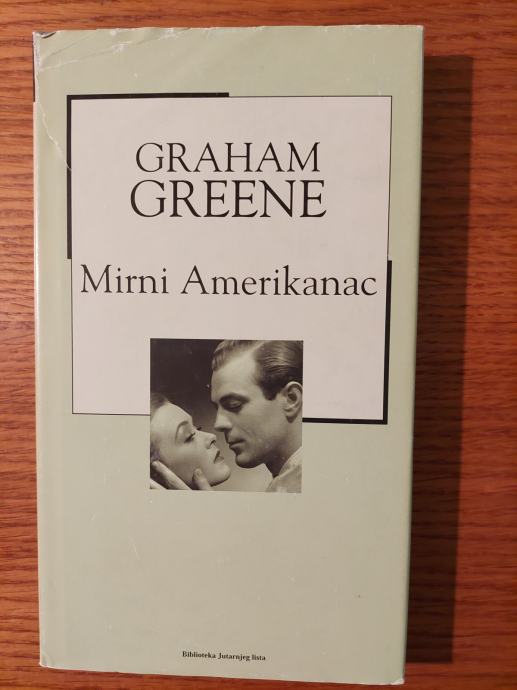 GRAHAM
GREENE
Mirni Amerikanac
Biblioteka Jutarnjeg lista